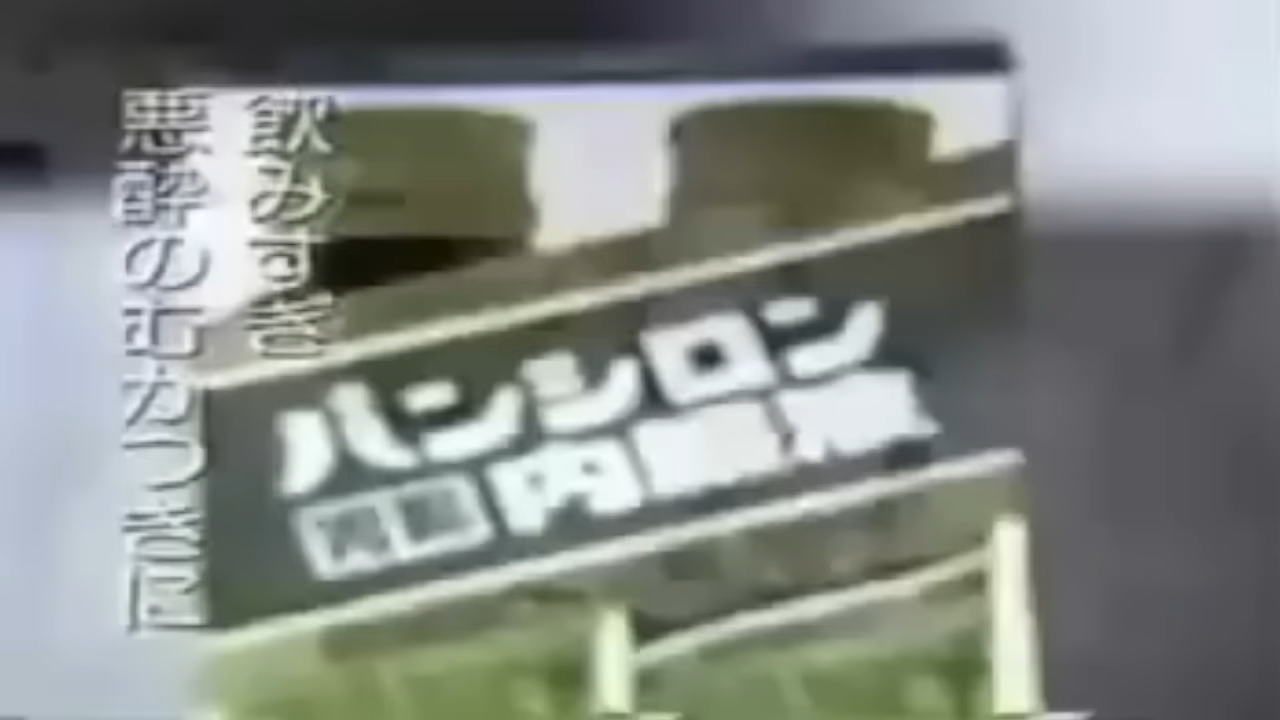 飲みすぎ
悪酔のむかつきに
ハンシロン
内服液